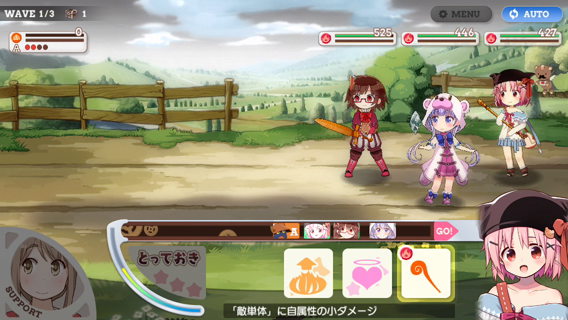 WAVE 1/3 1
MENU
AUTO
0
A
525
446
427
A
GO!
とっておき
SUPPORT
「敵単体」に自属性の小ダメージ